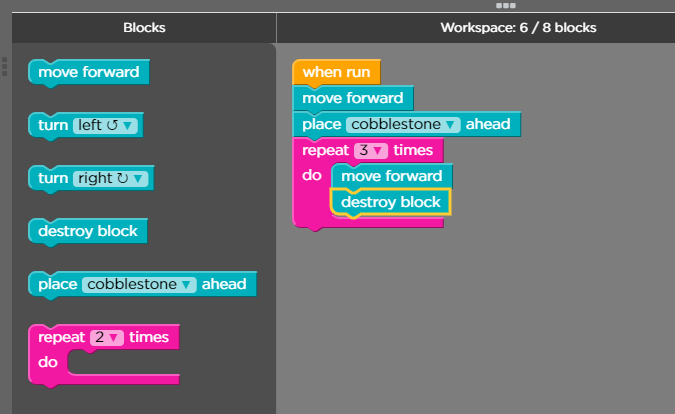 Blocks
Workspace: 6 / 8 blocks
move forward
turn left ↺ ▼
turn right ↻ ▼
destroy block
place cobblestone ▼ ahead
repeat 2 ▼ times
do
when run
move forward
place cobblestone ▼ ahead
repeat 3 ▼ times
do move forward
destroy block